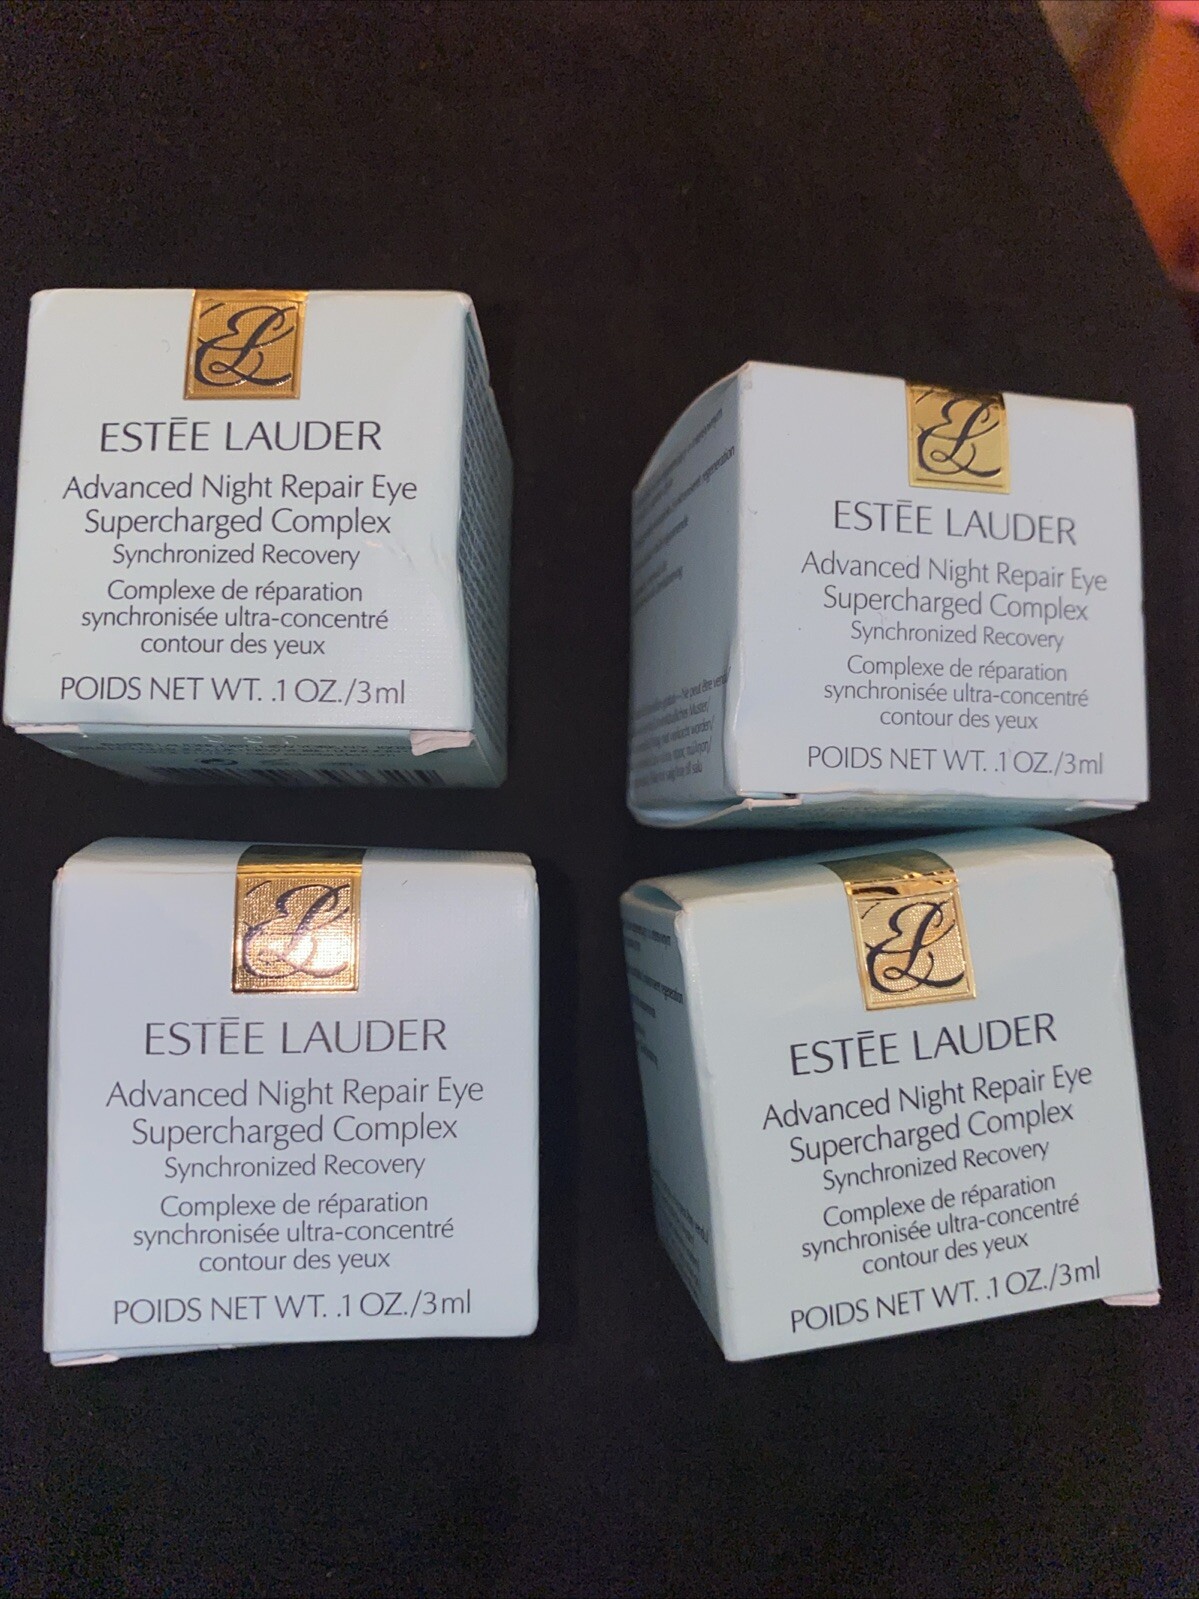 EL
ESTĒE LAUDER
Advanced Night Repair Eye
Supercharged Complex
Synchronized Recovery
Complexe de réparation
synchronisée ultra-concentré
contour des yeux
POIDS NET WT. .1 OZ./3ml
EL
ESTĒE LAUDER
Advanced Night Repair Eye
Supercharged Complex
Synchronized Recovery
Complexe de réparation
synchronisée ultra-concentré
contour des yeux
POIDS NET WT. .1 OZ./3ml
EL
ESTĒE LAUDER
Advanced Night Repair Eye
Supercharged Complex
Synchronized Recovery
Complexe de réparation
synchronisée ultra-concentré
contour des yeux
POIDS NET WT. .1 OZ./3ml
EL
ESTĒE LAUDER
Advanced Night Repair Eye
Supercharged Complex
Synchronized Recovery
Complexe de réparation
synchronisée ultra-concentré
contour des yeux
POIDS NET WT. .1 OZ./3ml